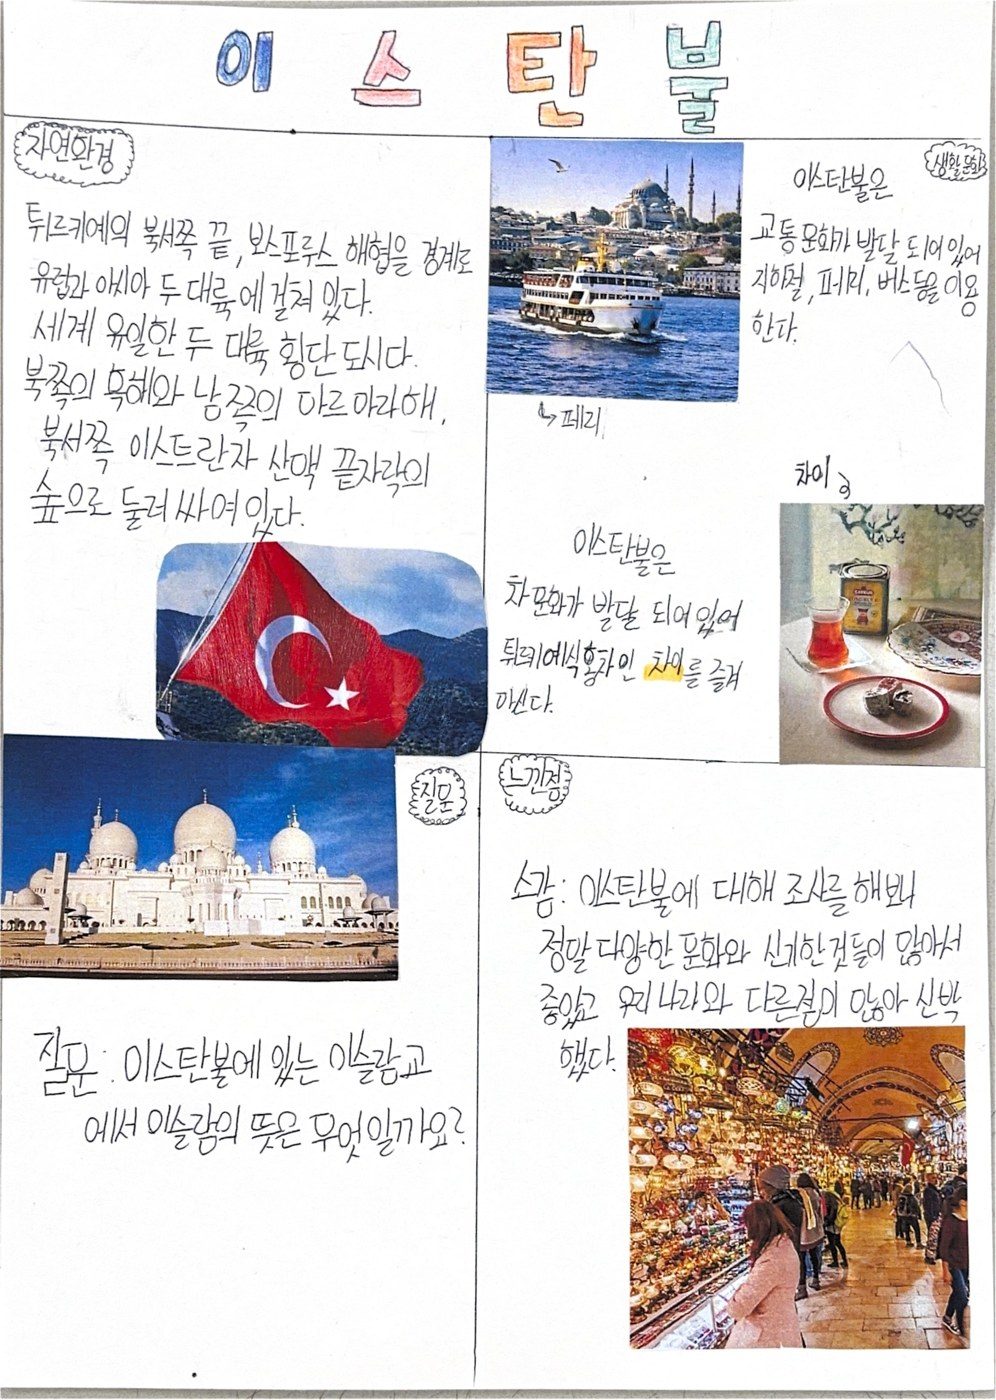 이스탄불
자연환경
튀르키예의 북서쪽 끝, 보스포루스 해협을 경계로
유럽과 아시아 두 대륙에 걸쳐 있다.
세계 유일한 두 대륙 횡단 도시다.
북쪽의 흑해와 남쪽의 마르마라해,
북서쪽 이스트란자 산맥 끝자락의
숲으로 둘러 싸여 있다.
생활문화
이스탄불은
교통 문화가 발달 되어 있어
지하철, 페리, 버스 등을 이용
한다.
↳ 페리
차이
이스탄불은
차 문화가 발달 되어 있어
튀르키예식 홍차인 차이를 즐겨
마신다.
질문
질문 : 이스탄불에 있는 이슬람교
에서 이슬람의 뜻은 무엇일까요?
느낀점
소감 : 이스탄불에 대해 조사를 해보니
정말 다양한 문화와 신기한 것들이 많아서
좋았고 우리 나라와 다른점이 많아 신박
했다.